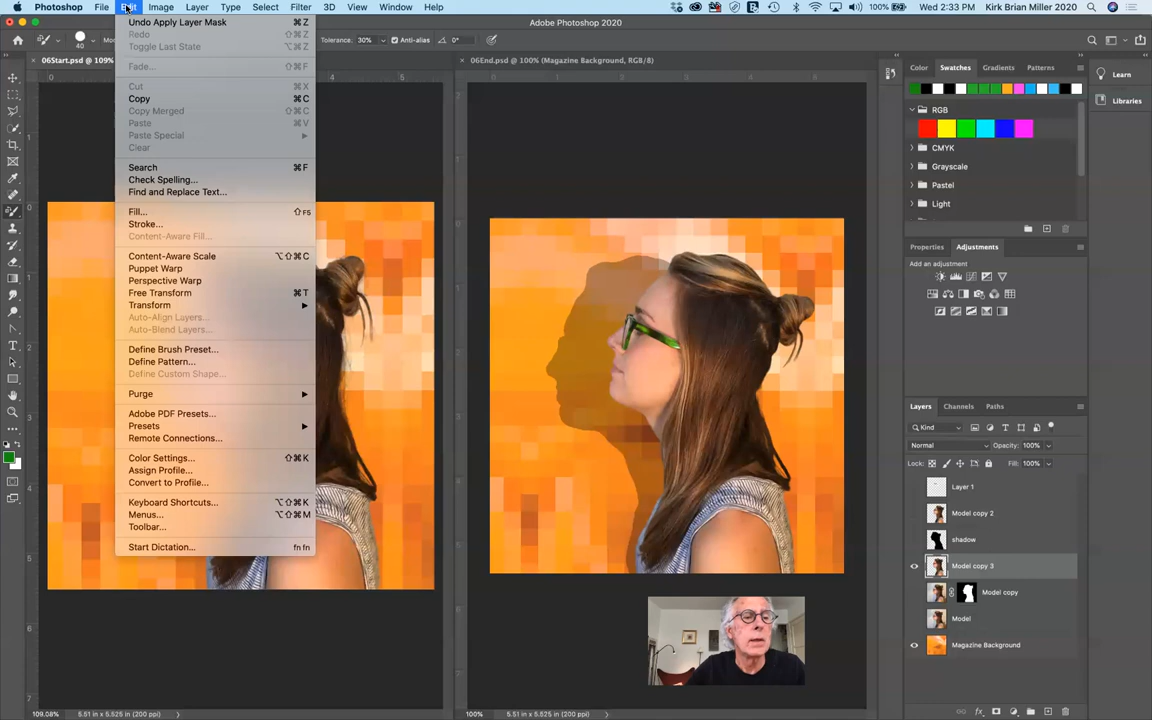 Photoshop File Edit Image Layer Type Select Filter 3D View Window Help 100% Wed 2:33 PM Kirk Brian Miller 2020
Adobe Photoshop 2020
40 Tolerance: 30% Anti-alias 0°
06Start.psd @ 109%
06End.psd @ 100% (Magazine Background, RGB/8)
Undo Apply Layer Mask ⌘Z
Redo ⇧⌘Z
Toggle Last State ⌥⌘Z
Fade... ⇧⌘F
Cut ⌘X
Copy ⌘C
Copy Merged ⇧⌘C
Paste ⌘V
Paste Special
Clear
Search ⌘F
Check Spelling...
Find and Replace Text...
Fill... ⇧F5
Stroke...
Content-Aware Fill...
Content-Aware Scale ⌥⇧⌘C
Puppet Warp
Perspective Warp
Free Transform ⌘T
Transform
Auto-Align Layers...
Auto-Blend Layers...
Define Brush Preset...
Define Pattern...
Define Custom Shape...
Purge
Adobe PDF Presets...
Presets
Remote Connections...
Color Settings... ⇧⌘K
Assign Profile...
Convert to Profile...
Keyboard Shortcuts... ⌥⇧⌘K
Menus... ⌥⇧⌘M
Toolbar...
Start Dictation... fn fn
Color Swatches Gradients Patterns
RGB
CMYK
Grayscale
Pastel
Light
Properties Adjustments
Add an adjustment
Layers Channels Paths
Kind
Normal Opacity: 100%
Lock: Fill: 100%
Layer 1
Model copy 2
shadow
Model copy 3
Model copy
Model
Magazine Background
Learn
Libraries
109.08% 5.51 in x 5.525 in (200 ppi)
100% 5.51 in x 5.525 in (200 ppi)